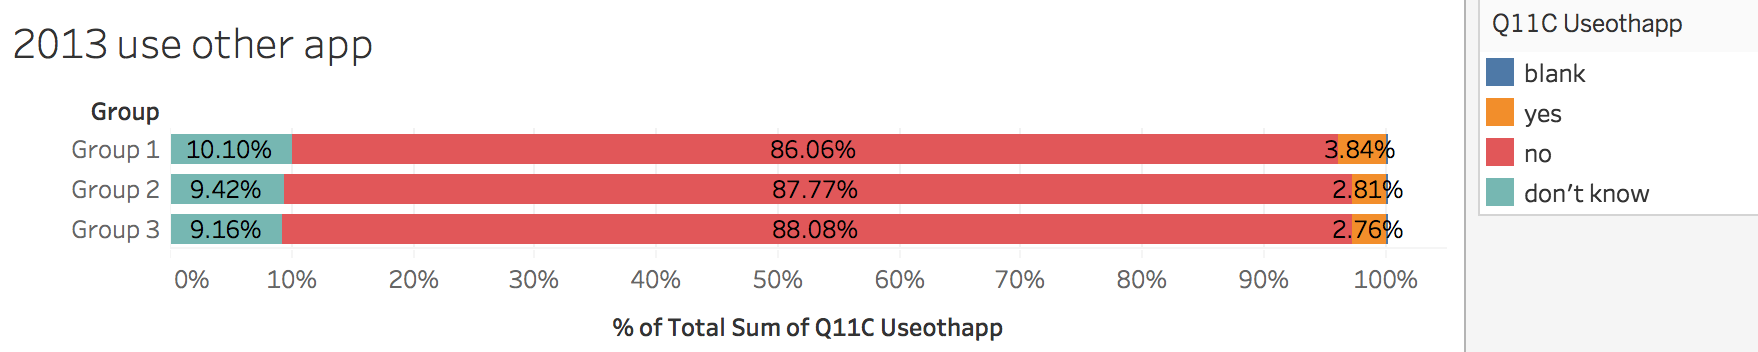 2013 use other app
Group
Group 1 10.10% 86.06% 3.84%
Group 2 9.42% 87.77% 2.81%
Group 3 9.16% 88.08% 2.76%
0% 10% 20% 30% 40% 50% 60% 70% 80% 90% 100%
% of Total Sum of Q11C Useothapp
Q11C Useothapp
blank
yes
no
don’t know